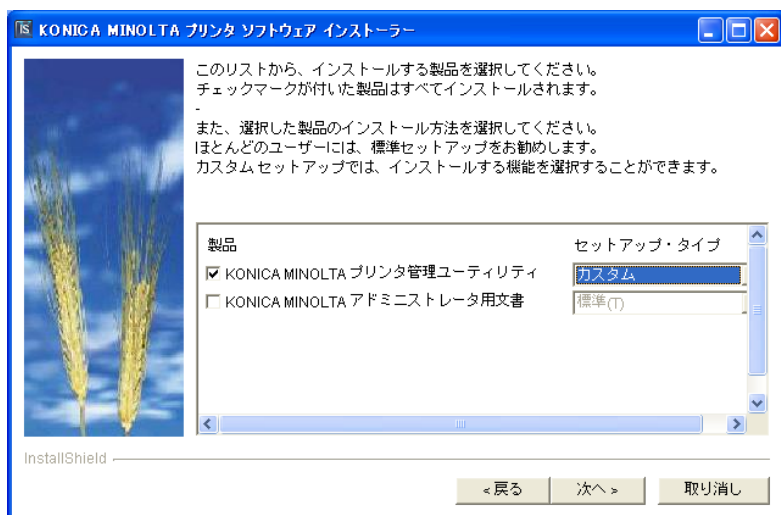 KONICA MINOLTA プリンタ ソフトウェア インストーラー
このリストから、インストールする製品を選択してください。
チェックマークが付いた製品はすべてインストールされます。
-
また、選択した製品のインストール方法を選択してください。
ほとんどのユーザーには、標準セットアップをお勧めします。
カスタム セットアップでは、インストールする機能を選択することができます。
製品 セットアップ・タイプ
KONICA MINOLTA プリンタ管理ユーティリティ カスタム
KONICA MINOLTA アドミニストレータ用文書 標準(T)
InstallShield
<戻る 次へ> 取り消し